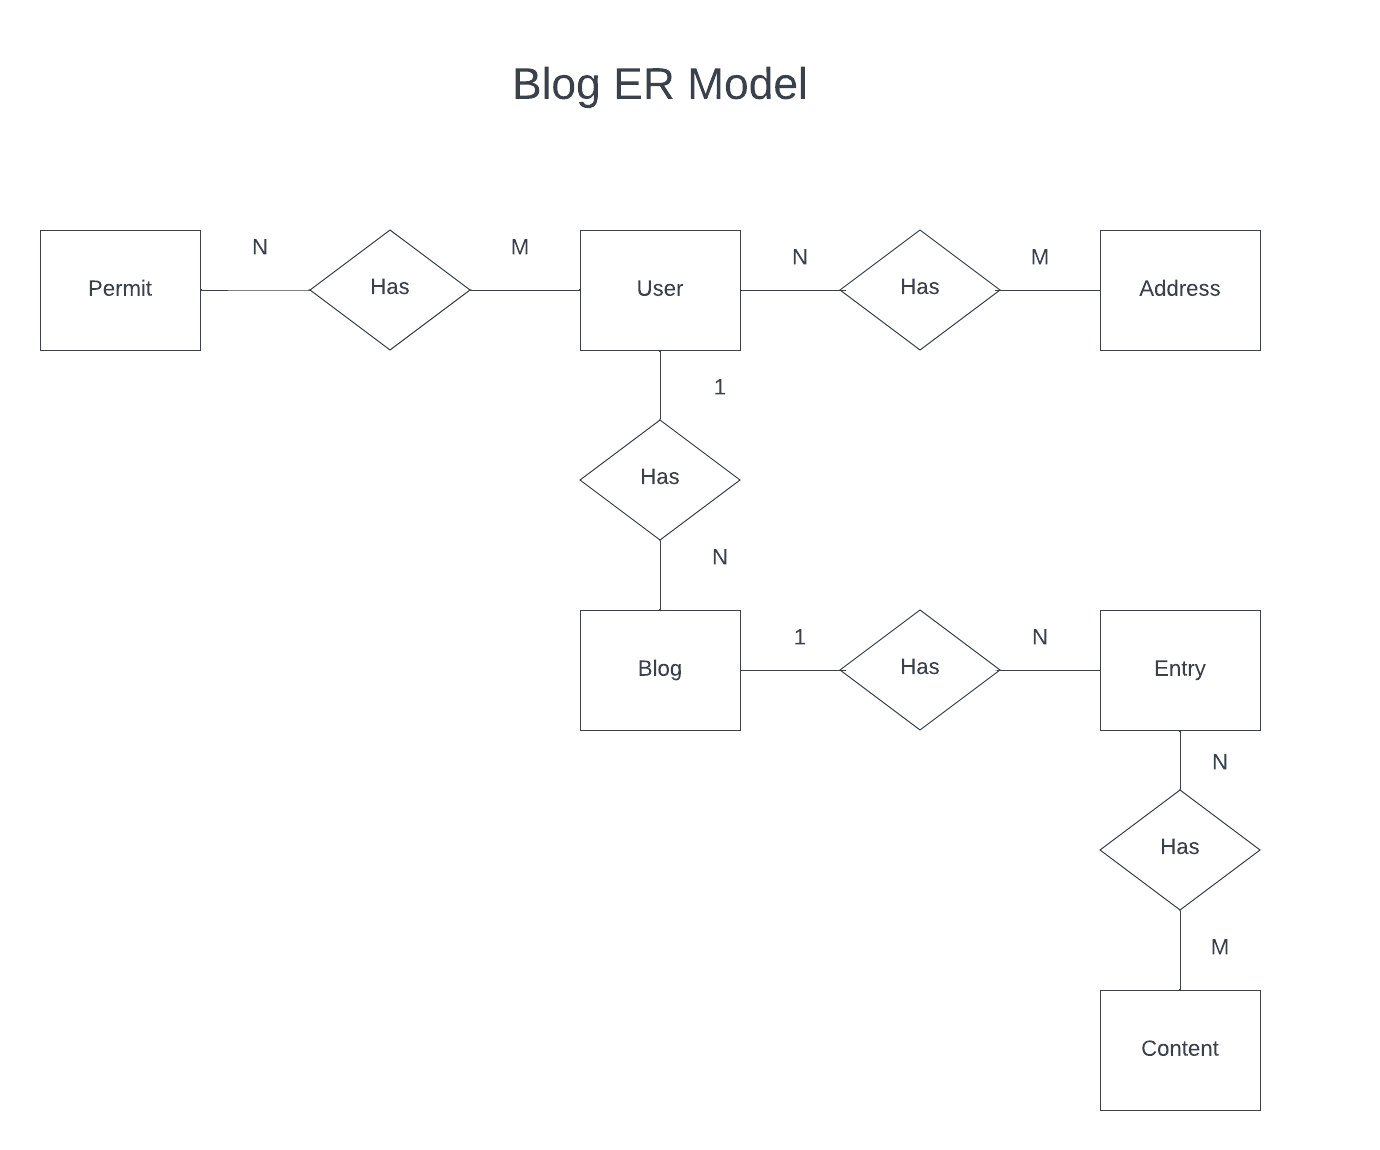 Blog ER Model
N
M
N
M
Permit
Has
User
Has
Address
1
Has
N
1
N
Blog
Has
Entry
N
Has
M
Content